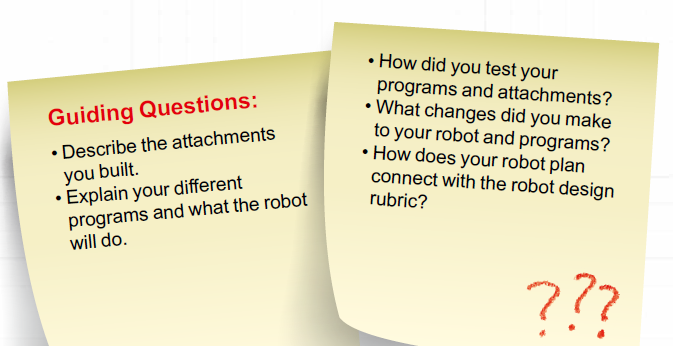 Guiding Questions:
• Describe the attachments
you built.
• Explain your different
programs and what the robot
will do.
• How did you test your
programs and attachments?
• What changes did you make
to your robot and programs?
• How does your robot plan
connect with the robot design
rubric?
???